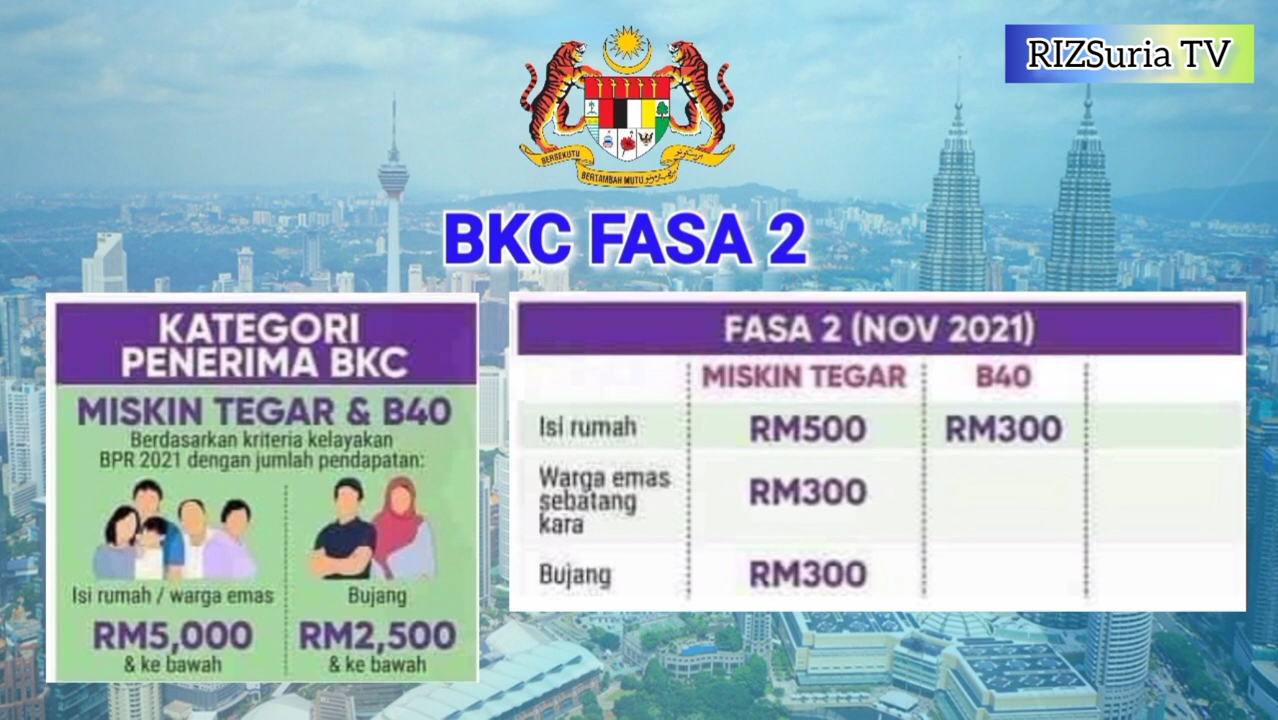 RIZSuria TV
BERSEKUTU
BERTAMBAH MUTU
BKC FASA 2
KATEGORI
PENERIMA BKC
MISKIN TEGAR & B40
Berdasarkan kriteria kelayakan
BPR 2021 dengan jumlah pendapatan:
Isi rumah / warga emas
RM5,000
& ke bawah
Bujang
RM2,500
& ke bawah
FASA 2 (NOV 2021)
MISKIN TEGAR B40
Isi rumah RM500 RM300
Warga emas
sebatang
kara
RM300
Bujang RM300